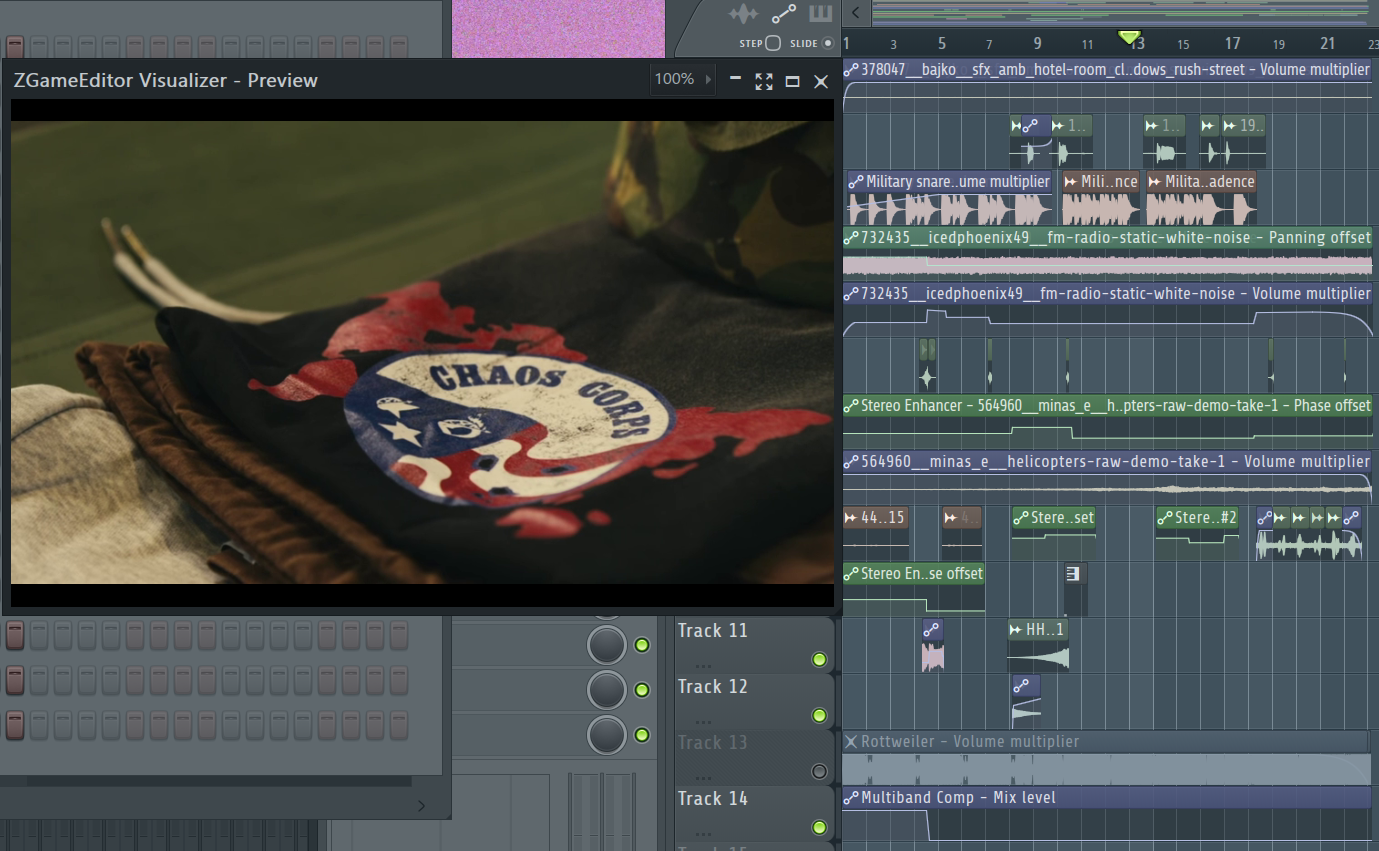 STEP SLIDE
1 3 5 7 9 11 13 15 17 19 21 23
ZGameEditor Visualizer - Preview
100%
378047__bajko__sfx_amb_hotel-room_cl..dows_rush-street - Volume multiplier
1.. 1.. 19..
Military snare..ume multiplier Mili..nce Milita..adence
732435__icedphoenix49__fm-radio-static-white-noise - Panning offset
732435__icedphoenix49__fm-radio-static-white-noise - Volume multiplier
CHAOS CORPS
Stereo Enhancer - 564960__minas_e__h..pters-raw-demo-take-1 - Phase offset
564960__minas_e__helicopters-raw-demo-take-1 - Volume multiplier
44..15 4.. Stere..set Stere..#2
Stereo En..se offset
Track 11
...
HH..1
Track 12
...
Track 13
...
Rottweiler - Volume multiplier
Track 14
...
Multiband Comp - Mix level